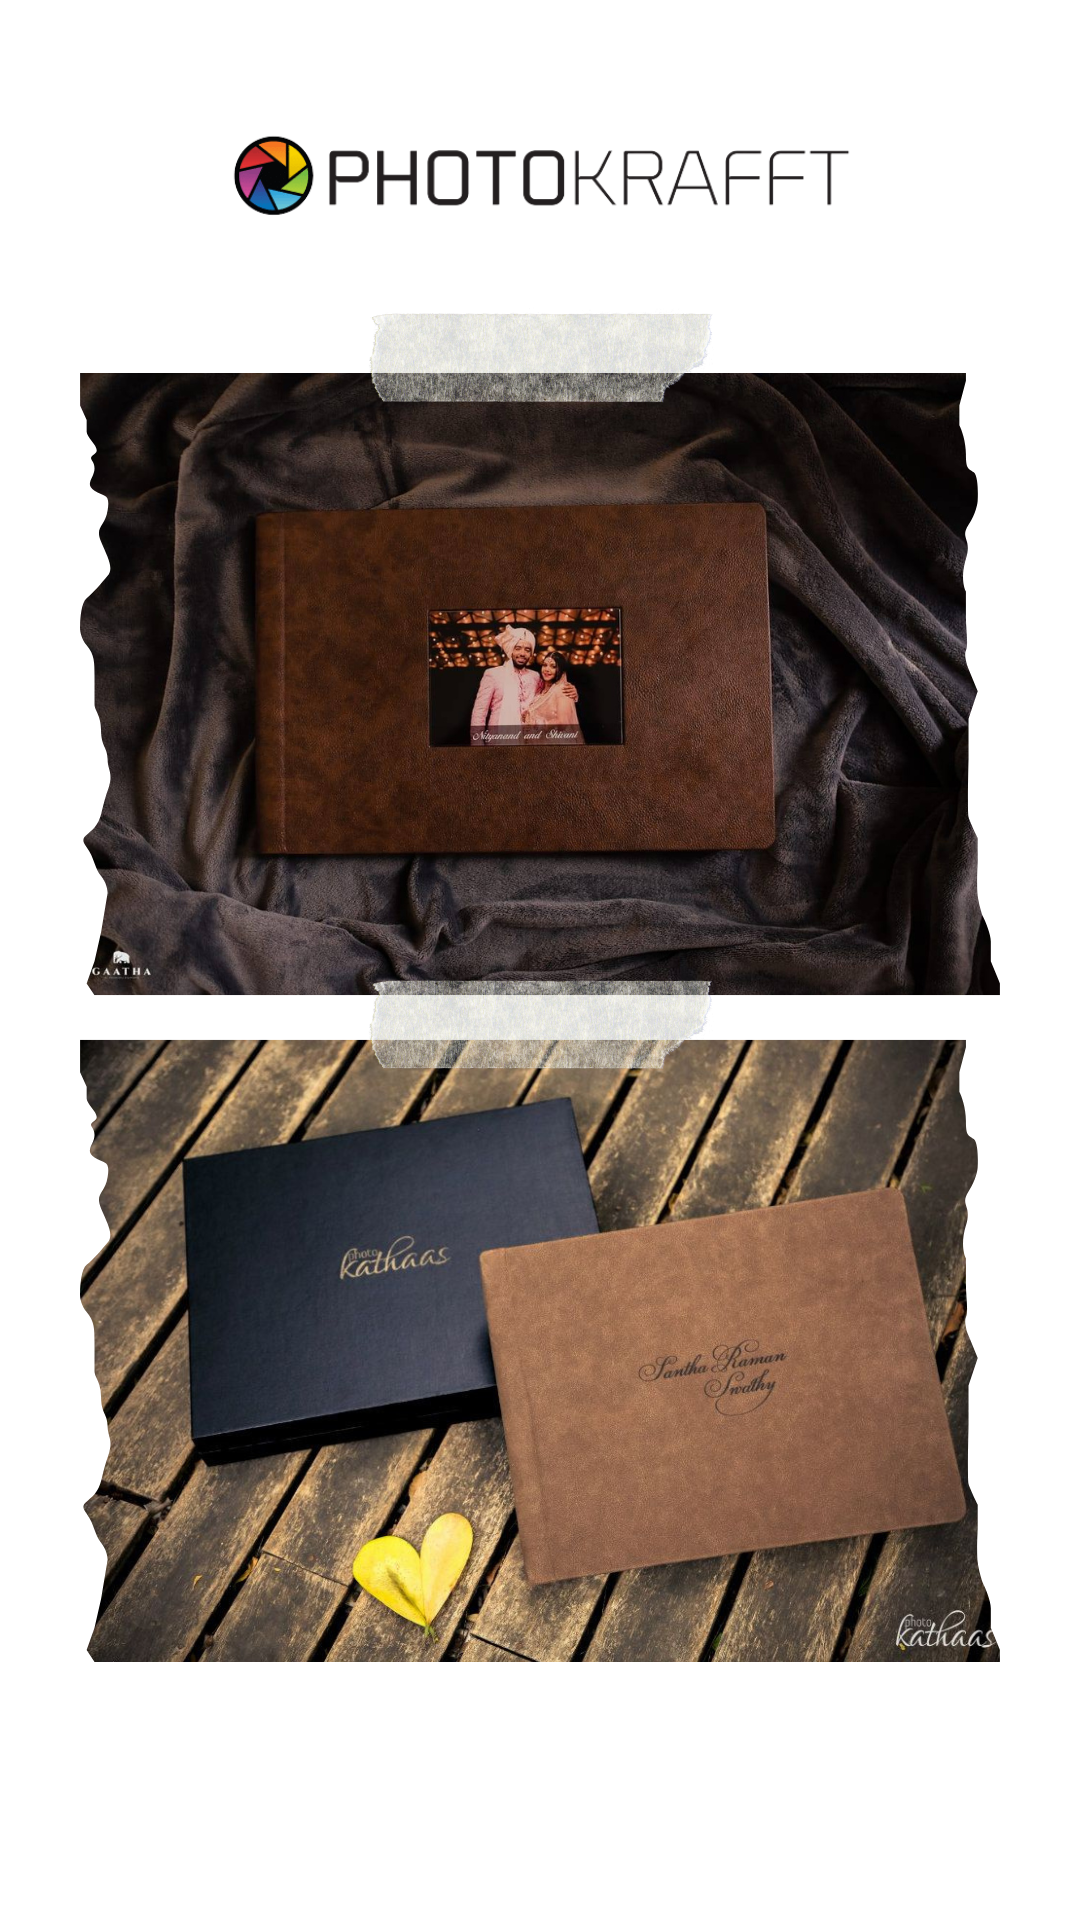 PHOTOKRAFFT
Nityanand and Shivani
GAATHA
photo
kathaas
Santha Raman
Swathy
photo
kathaas